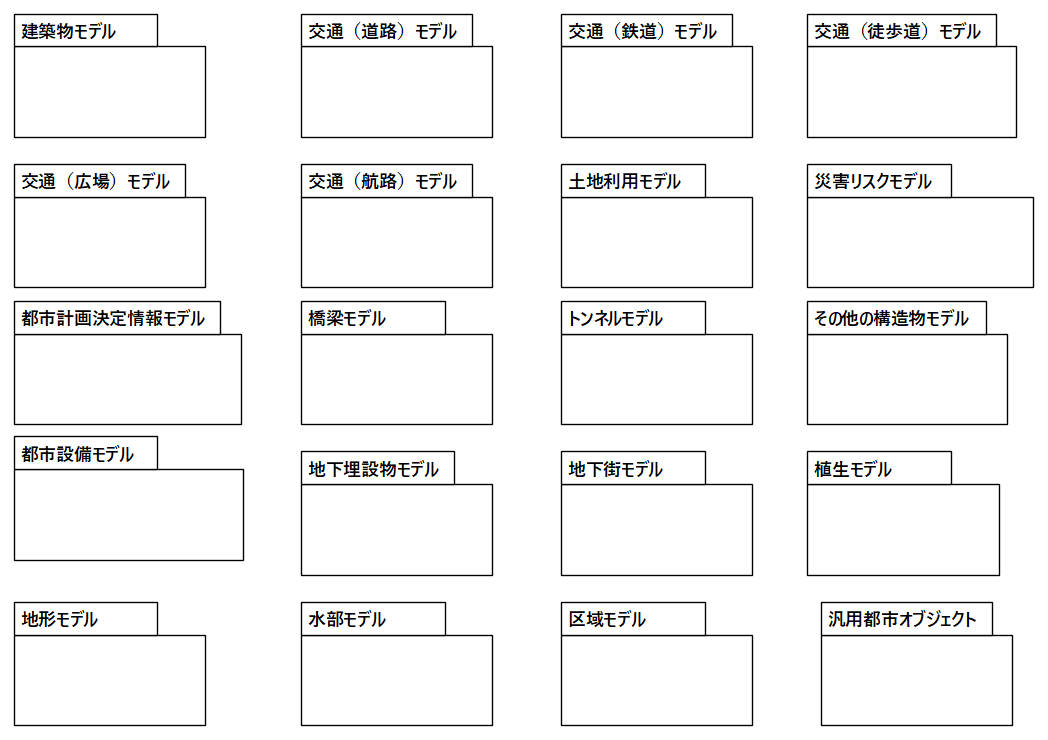 建築物モデル
交通（道路）モデル
交通（鉄道）モデル
交通（徒歩道）モデル
交通（広場）モデル
交通（航路）モデル
土地利用モデル
災害リスクモデル
都市計画決定情報モデル
橋梁モデル
トンネルモデル
その他の構造物モデル
都市設備モデル
地下埋設物モデル
地下街モデル
植生モデル
地形モデル
水部モデル
区域モデル
汎用都市オブジェクト